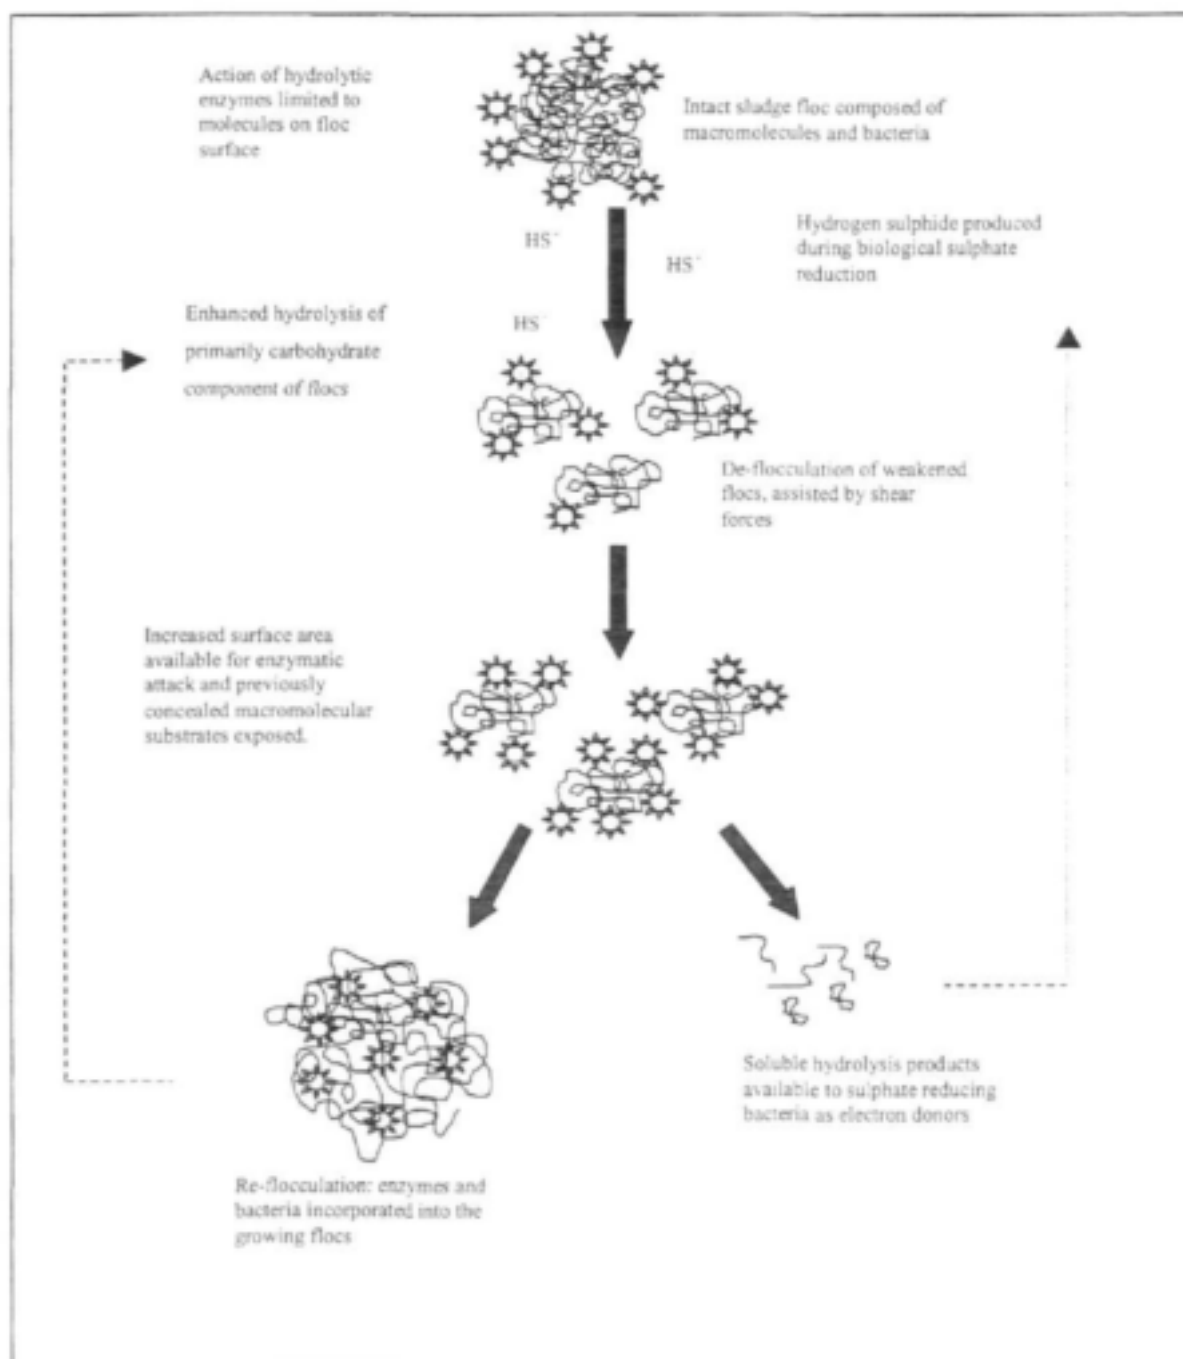 Action of hydrolytic
enzymes limited to
molecules on floc
surface
Intact sludge floc composed of
macromolecules and bacteria
HS⁻
HS⁻
Hydrogen sulphide produced
during biological sulphate
reduction
HS⁻
Enhanced hydrolysis of
primarily carbohydrate
component of flocs
De-flocculation of weakened
flocs, assisted by shear
forces
Increased surface area
available for enzymatic
attack and previously
concealed macromolecular
substrates exposed.
Soluble hydrolysis products
available to sulphate reducing
bacteria as electron donors
Re-flocculation: enzymes and
bacteria incorporated into the
growing flocs